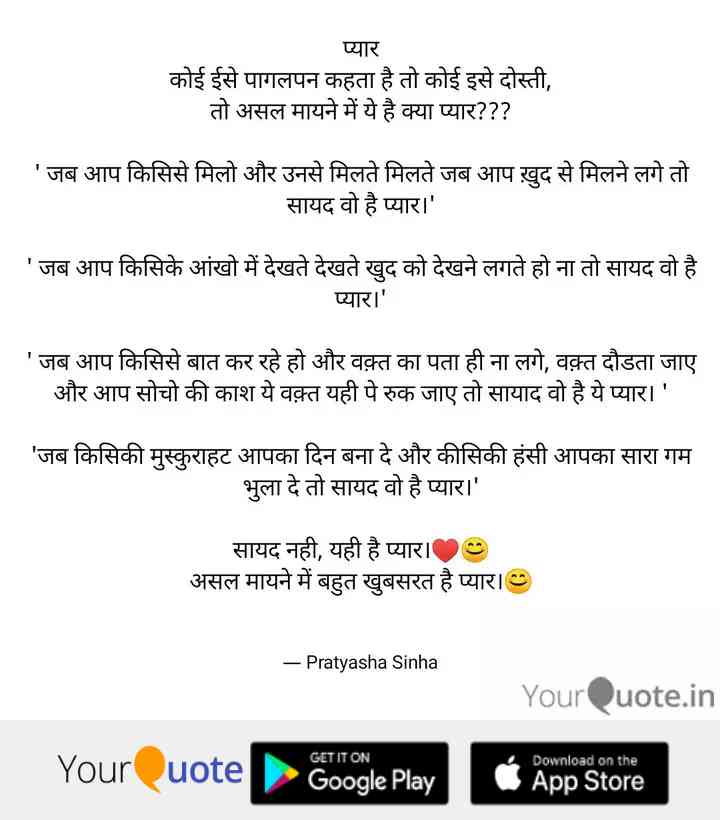 प्यार
कोई ईसे पागलपन कहता है तो कोई इसे दोस्ती,
तो असल मायने में ये है क्या प्यार???
' जब आप किसिसे मिलो और उनसे मिलते मिलते जब आप ख़ुद से मिलने लगे तो
सायद वो है प्यार।'
' जब आप किसिके आंखो में देखते देखते खुद को देखने लगते हो ना तो सायद वो है
प्यार।'
' जब आप किसिसे बात कर रहे हो और वक़्त का पता ही ना लगे, वक़्त दौडता जाए
और आप सोचो की काश ये वक़्त यही पे रुक जाए तो सायाद वो है ये प्यार। '
'जब किसिकी मुस्कुराहट आपका दिन बना दे और कीसिकी हंसी आपका सारा गम
भुला दे तो सायद वो है प्यार।'
सायद नही, यही है प्यार।❤️😊
असल मायने में बहुत खुबसरत है प्यार।😊
— Pratyasha Sinha
YourQuote.in
YourQuote
GET IT ON
Google Play
Download on the
App Store